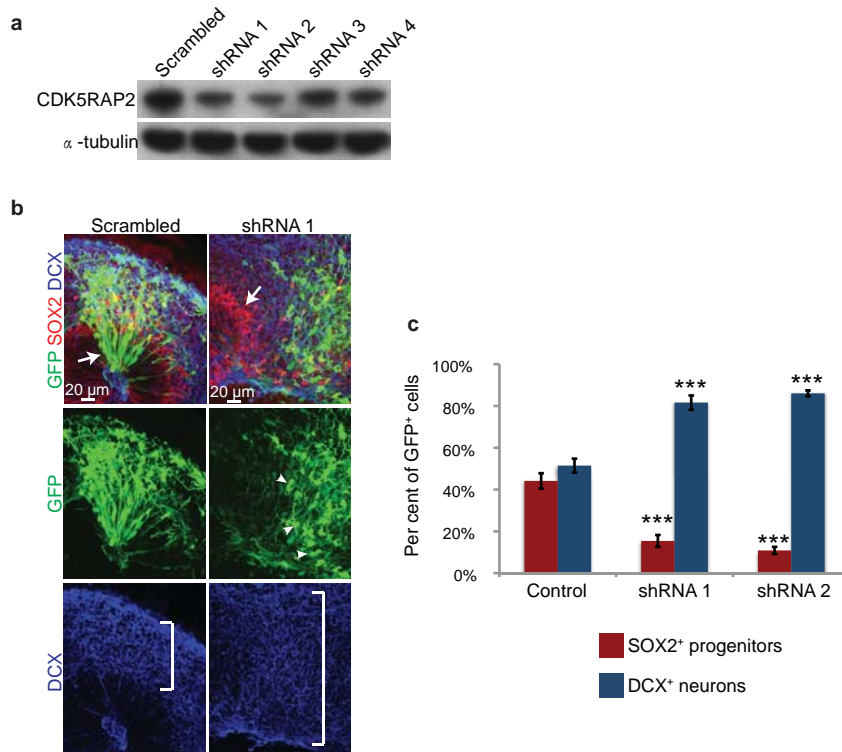 a
Scrambled
shRNA 1
shRNA 2
shRNA 3
shRNA 4
CDK5RAP2
α -tubulin
b
Scrambled
shRNA 1
GFP SOX2 DCX
20 µm
20 µm
GFP
DCX
c
Per cent of GFP⁺ cells
100%
80%
60%
40%
20%
0%
***
***
***
***
Control
shRNA 1
shRNA 2
SOX2⁺ progenitors
DCX⁺ neurons